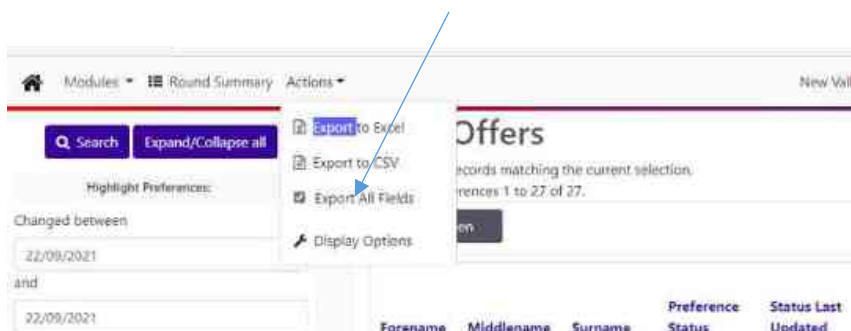 Modules Round Summary Actions New Vall
Search Expand/Collapse all
Highlight Preferences:
Changed between
22/09/2021
and
22/09/2021
Export to Excel
Export to CSV
Export All Fields
Display Options
Offers
ecords matching the current selection.
rences 1 to 27 of 27.
en
Forename Middlename Surname Preference Status Status Last Updated